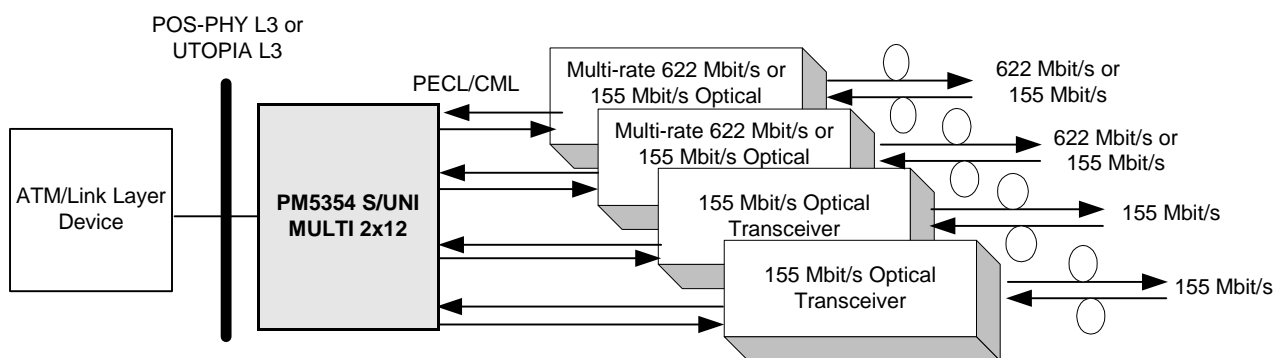 POS-PHY L3 or
UTOPIA L3
ATM/Link Layer
Device
PM5354 S/UNI
MULTI 2x12
PECL/CML
Multi-rate 622 Mbit/s or
155 Mbit/s Optical
622 Mbit/s or
155 Mbit/s
Multi-rate 622 Mbit/s or
155 Mbit/s Optical
622 Mbit/s or
155 Mbit/s
155 Mbit/s Optical
Transceiver
155 Mbit/s
155 Mbit/s Optical
Transceiver
155 Mbit/s